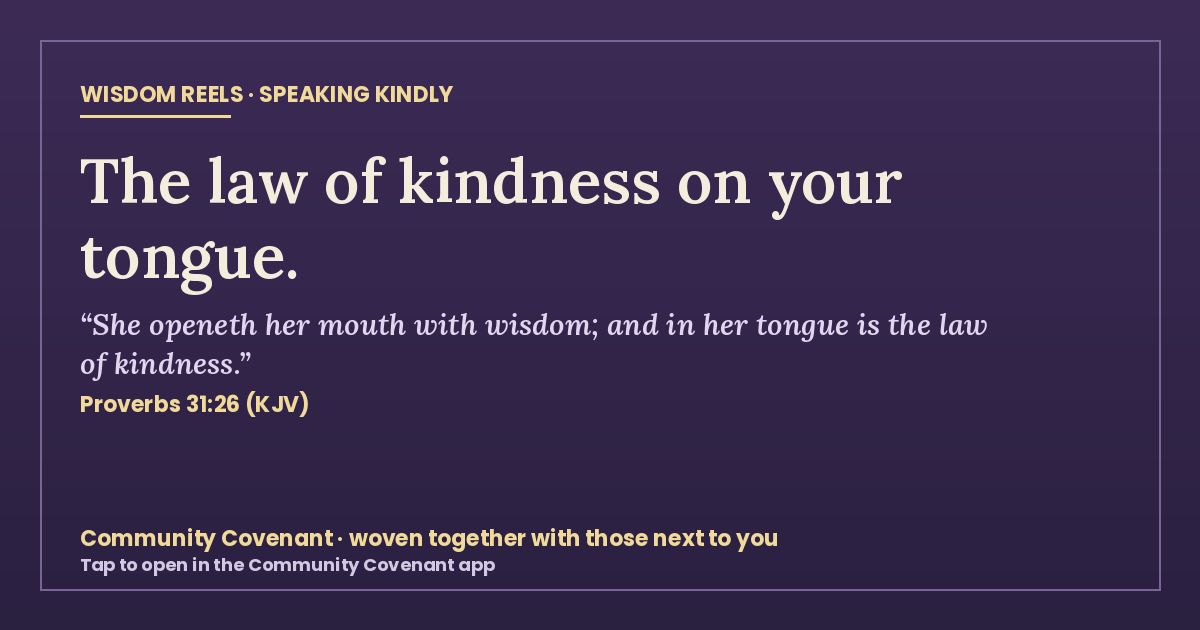 WISDOM REELS · SPEAKING KINDLY
The law of kindness on your
tongue.
“She openeth her mouth with wisdom; and in her tongue is the law
of kindness.”
Proverbs 31:26 (KJV)
Community Covenant · woven together with those next to you
Tap to open in the Community Covenant app